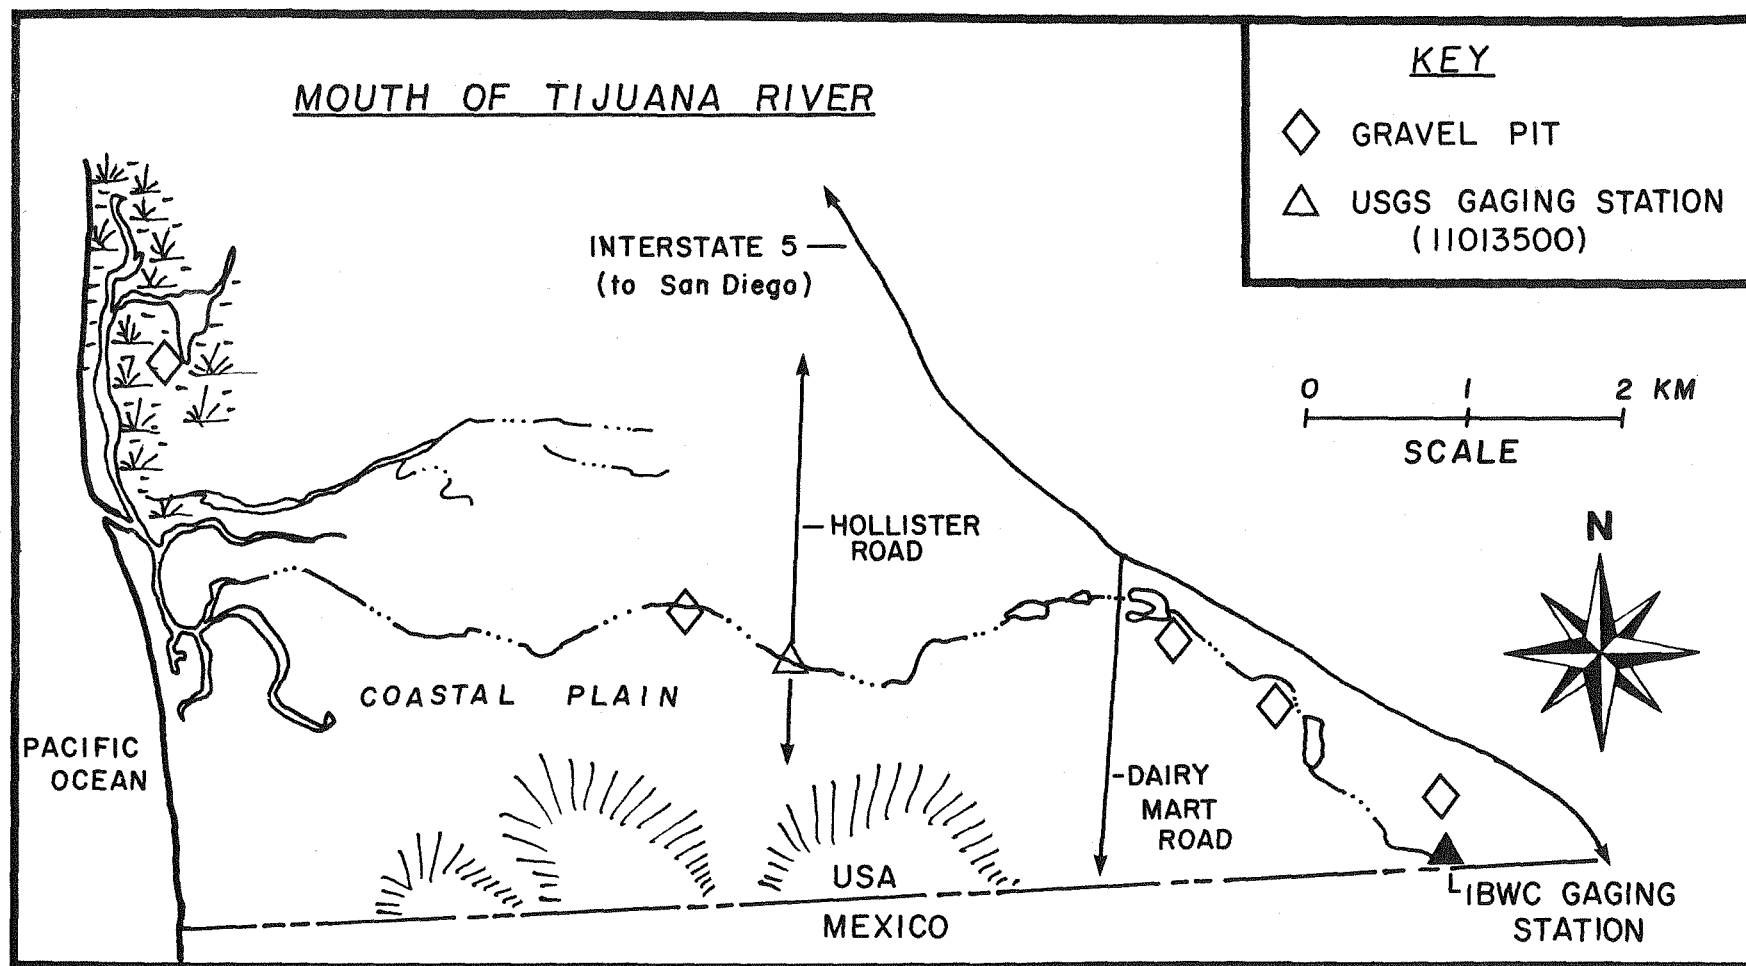 MOUTH OF TIJUANA RIVER
KEY
GRAVEL PIT
USGS GAGING STATION
(11013500)
INTERSTATE 5
(to San Diego)
0 1 2 KM
SCALE
N
HOLLISTER
ROAD
COASTAL PLAIN
PACIFIC
OCEAN
DAIRY
MART
ROAD
USA
MEXICO
IBWC GAGING
STATION